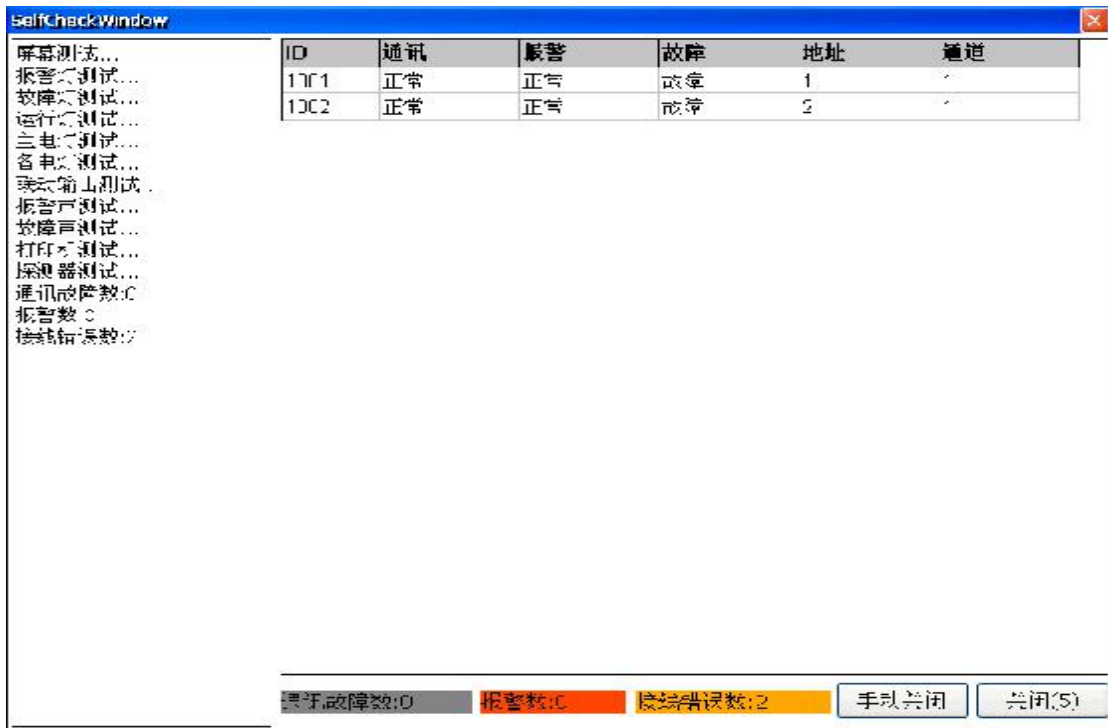 SelfCheckWindow
屏幕测试...
报警灯测试...
故障灯测试...
运行灯测试...
主电灯测试...
备电灯测试...
联动输出测试...
报警声测试...
故障声测试...
打印机测试...
探测器测试...
通讯故障数:0
报警数:0
接线错误数:2
ID 通讯 报警 故障 地址 通道
1001 正常 正常 故障 1 1
1002 正常 正常 故障 2 1
通讯故障数:0 报警数:0 接线错误数:2 手动关闭 关闭(5)